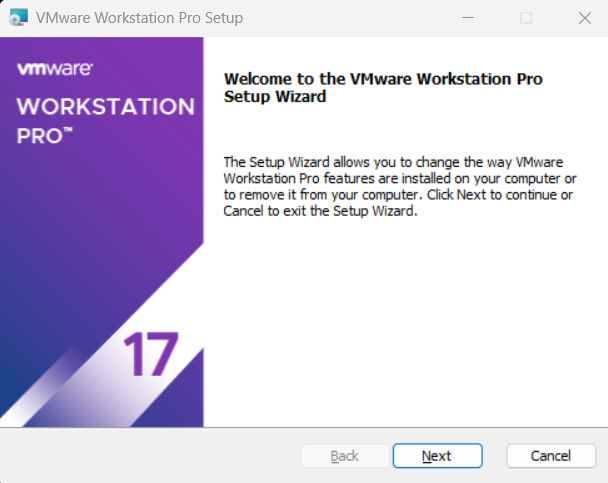 VMware Workstation Pro Setup
vmware®
WORKSTATION
PRO™
17
Welcome to the VMware Workstation Pro
Setup Wizard
The Setup Wizard allows you to change the way VMware
Workstation Pro features are installed on your computer or
to remove it from your computer. Click Next to continue or
Cancel to exit the Setup Wizard.
Back
Next
Cancel